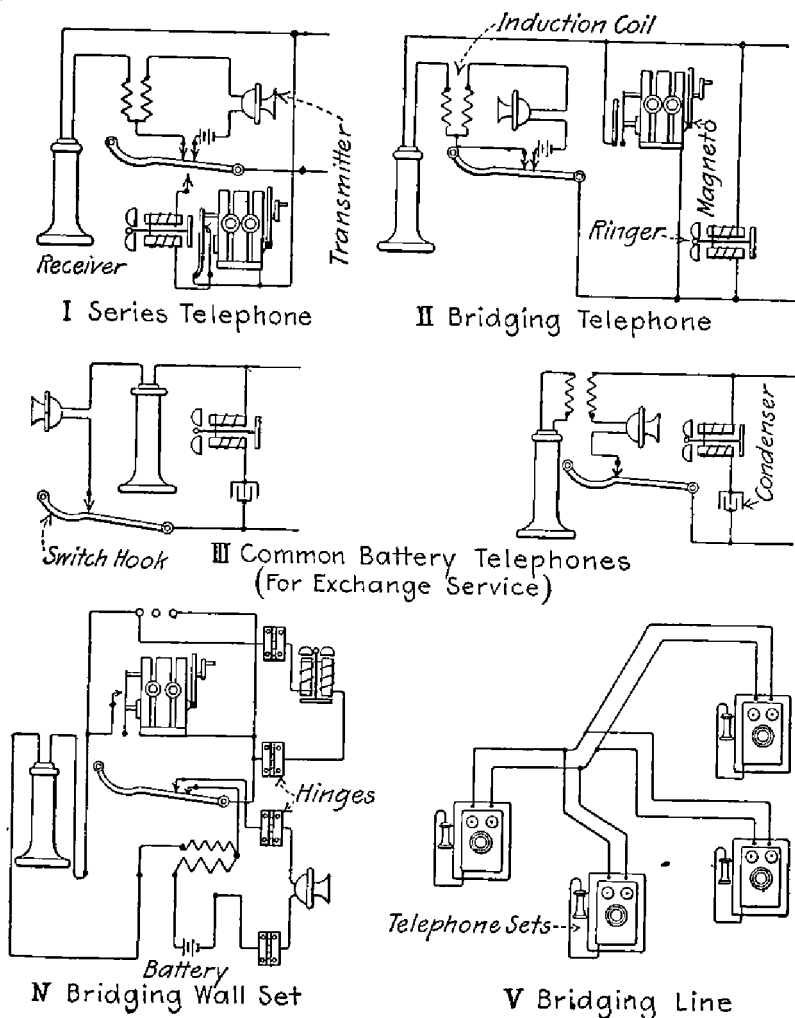 Induction Coil
Transmitter
Magneto
Ringer
Receiver
I Series Telephone
II Bridging Telephone
Condenser
Switch Hook
III Common Battery Telephones
(For Exchange Service)
Hinges
Telephone Sets
Battery
IV Bridging Wall Set
V Bridging Line